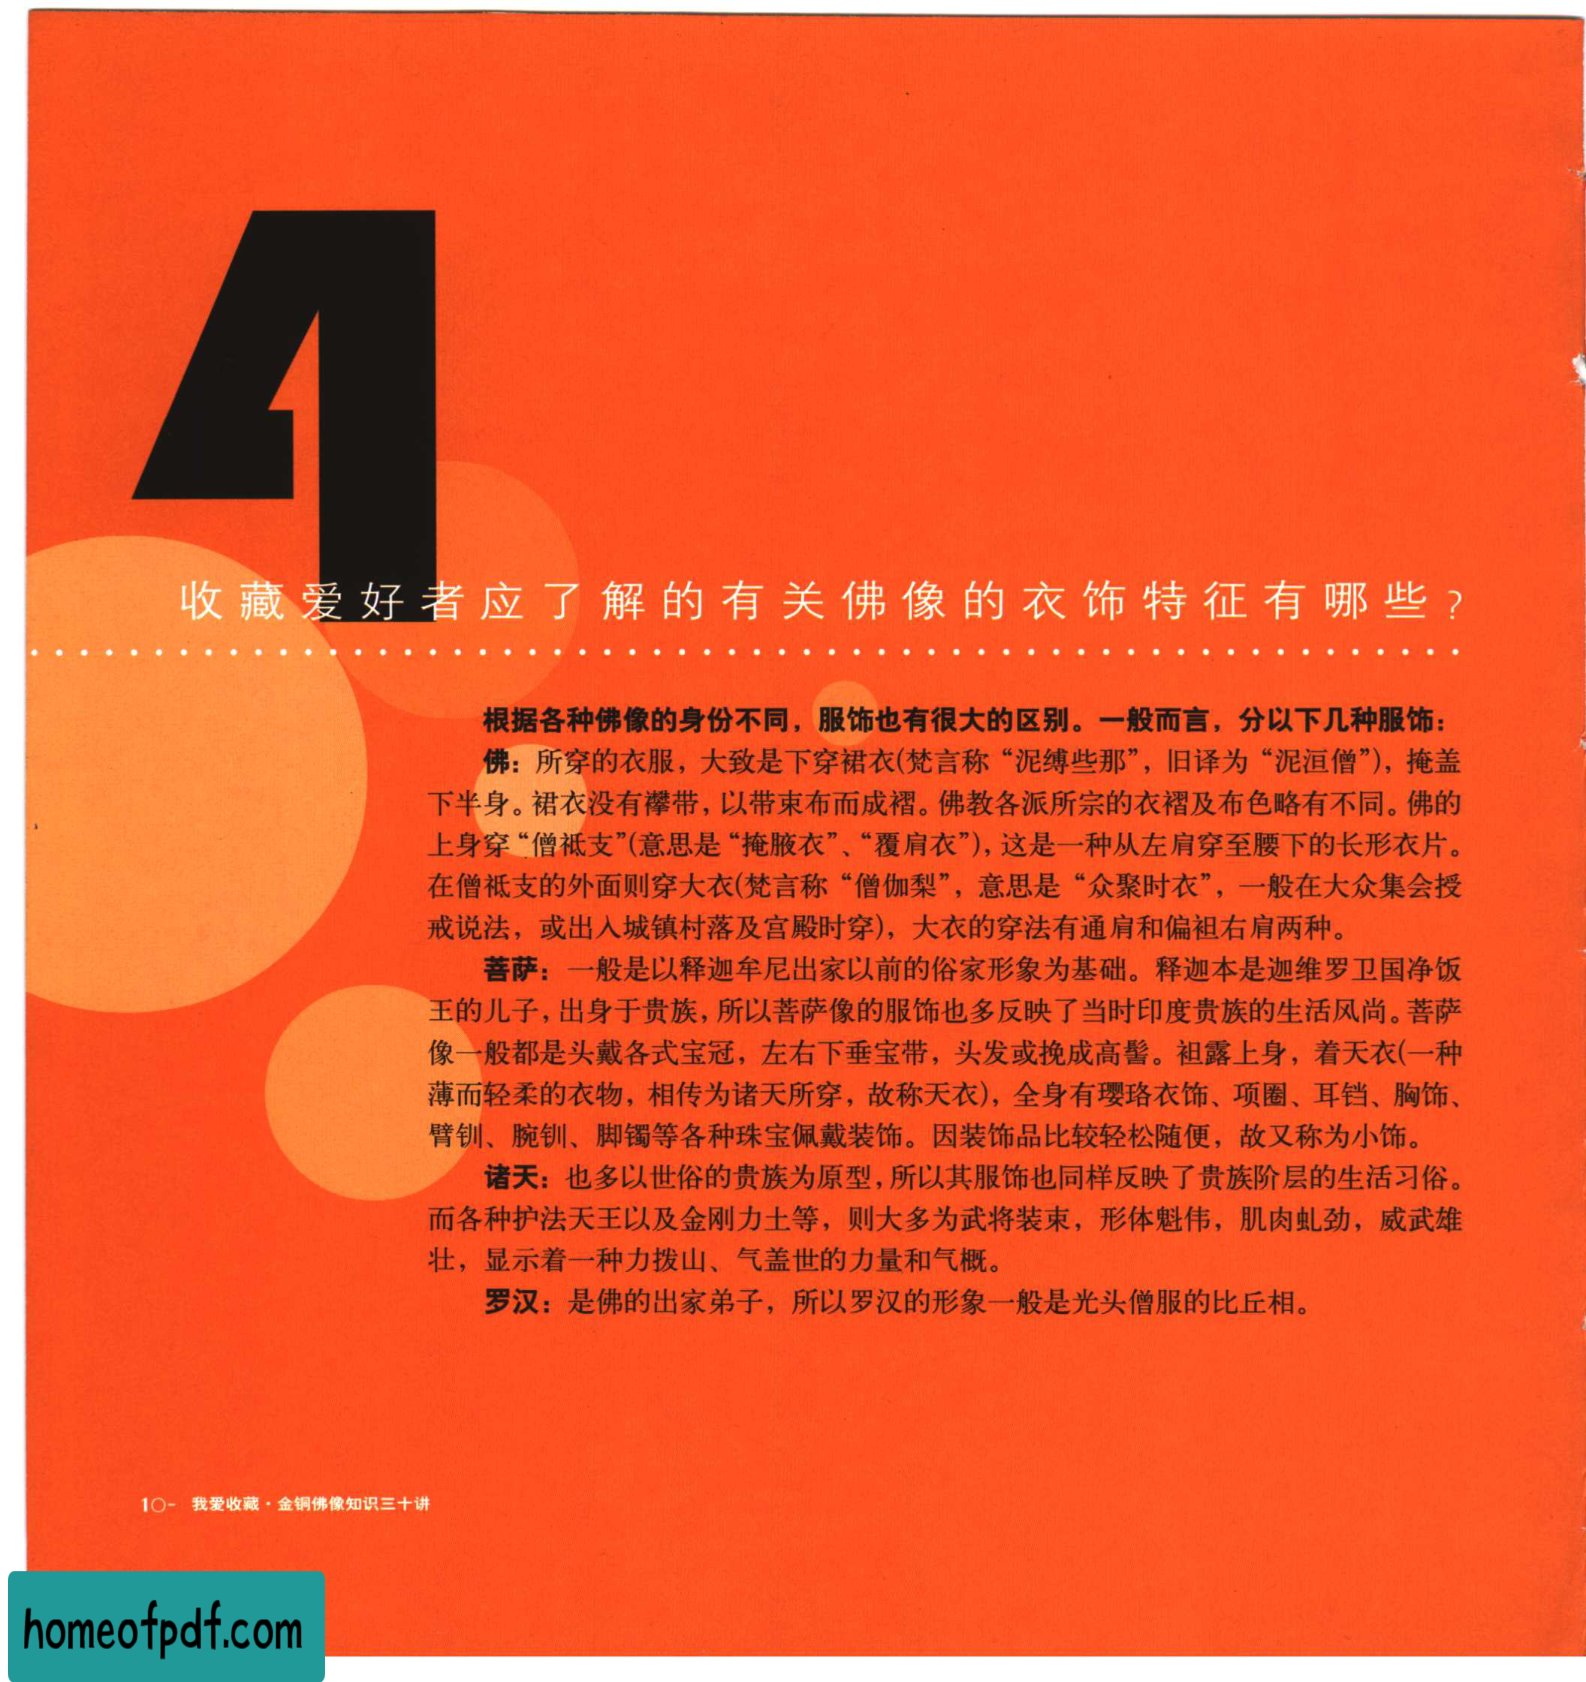 4
收藏爱好者应了解的有关佛像的衣饰特征有哪些?
根据各种佛像的身份不同，服饰也有很大的区别。一般而言，分以下几种服饰：
佛：所穿的衣服，大致是下穿裙衣(梵言称“泥缚些那”，旧译为“泥洹僧”)，掩盖
下半身。裙衣没有襻带，以带束布而成褶。佛教各派所宗的衣褶及布色略有不同。佛的
上身穿“僧祗支”(意思是“掩腋衣”、“覆肩衣”)，这是一种从左肩穿至腰下的长形衣片。
在僧祗支的外面则穿大衣(梵言称“僧伽梨”，意思是“众聚时衣”，一般在大众集会授
戒说法，或出入城镇村落及宫殿时穿)，大衣的穿法有通肩和偏袒右肩两种。
菩萨：一般是以释迦牟尼出家以前的俗家形象为基础。释迦本是迦维罗卫国净饭
王的儿子，出身于贵族，所以菩萨像的服饰也多反映了当时印度贵族的生活风尚。菩萨
像一般都是头戴各式宝冠，左右下垂宝带，头发或挽成高髻。袒露上身，着天衣(一种
薄而轻柔的衣物，相传为诸天所穿，故称天衣)，全身有璎珞衣饰、项圈、耳铛、胸饰、
臂钏、腕钏、脚镯等各种珠宝佩戴装饰。因装饰品比较轻松随便，故又称为小饰。
诸天：也多以世俗的贵族为原型，所以其服饰也同样反映了贵族阶层的生活习俗。
而各种护法天王以及金刚力士等，则大多为武将装束，形体魁伟，肌肉虬劲，威武雄
壮，显示着一种力拨山、气盖世的力量和气概。
罗汉：是佛的出家弟子，所以罗汉的形象一般是光头僧服的比丘相。
10- 我爱收藏·金铜佛像知识三十讲
homeofpdf.com